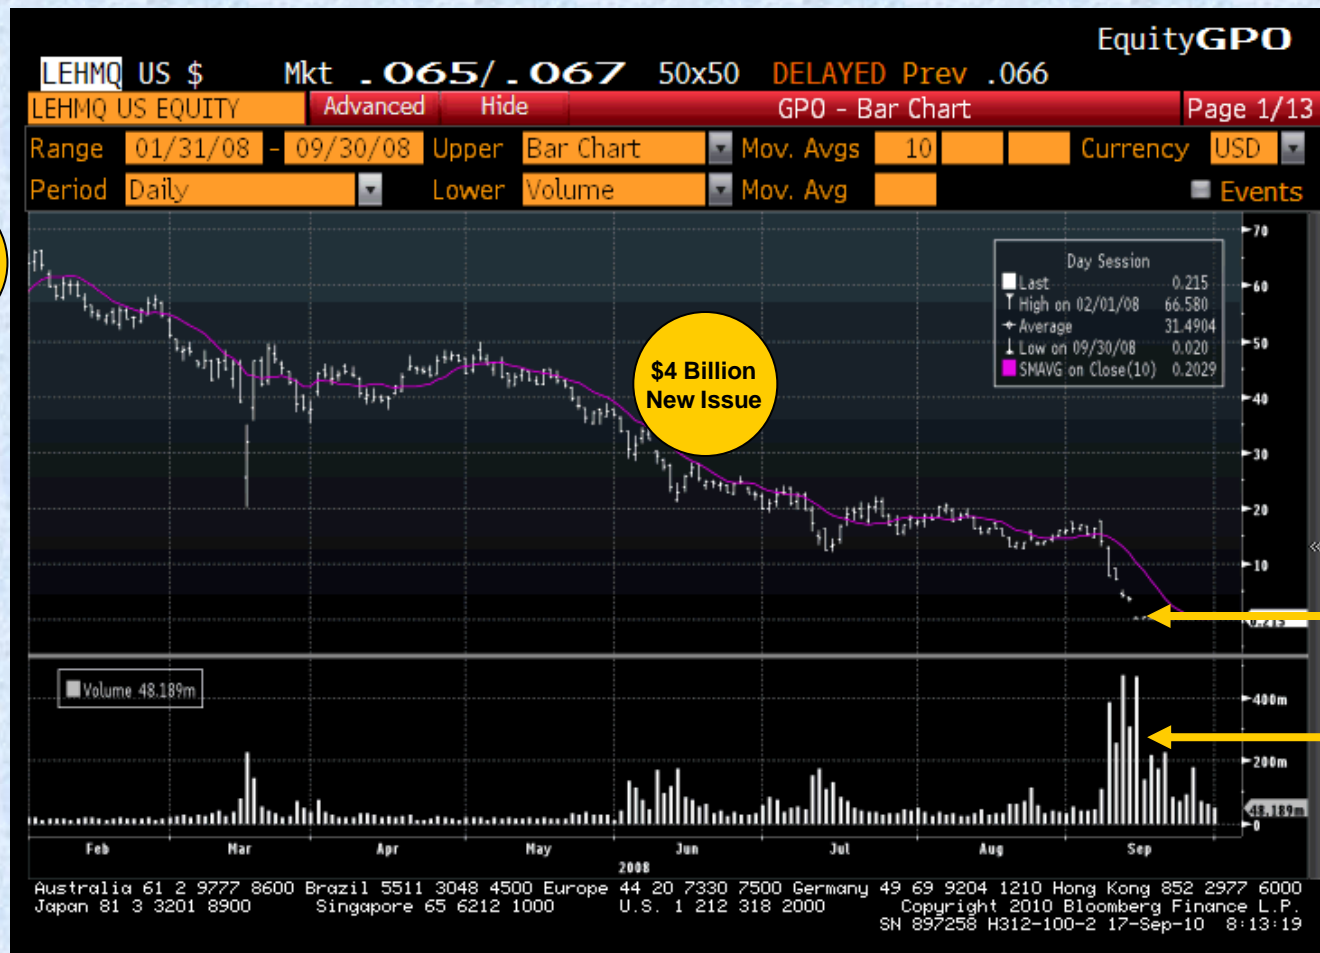 EquityGPO
LEHMQ US $ Mkt .065/.067 50x50 DELAYED Prev .066
LEHMQ US EQUITY Advanced Hide GPO - Bar Chart Page 1/13
Range 01/31/08 - 09/30/08 Upper Bar Chart Mov. Avgs 10 Currency USD
Period Daily Lower Volume Mov. Avg Events
Day Session
Last 0.215
High on 02/01/08 66.580
Average 31.4904
Low on 09/30/08 0.020
SMAVG on Close(10) 0.2029
$4 Billion
New Issue
70
60
50
40
30
20
10
0.215
Volume 48.189m
400m
200m
48.189m
0
Feb Mar Apr May Jun Jul Aug Sep
2008
Australia 61 2 9777 8600 Brazil 5511 3048 4500 Europe 44 20 7330 7500 Germany 49 69 9204 1210 Hong Kong 852 2977 6000
Japan 81 3 3201 8900 Singapore 65 6212 1000 U.S. 1 212 318 2000 Copyright 2010 Bloomberg Finance L.P.
SN 897258 H312-100-2 17-Sep-10 8:13:19